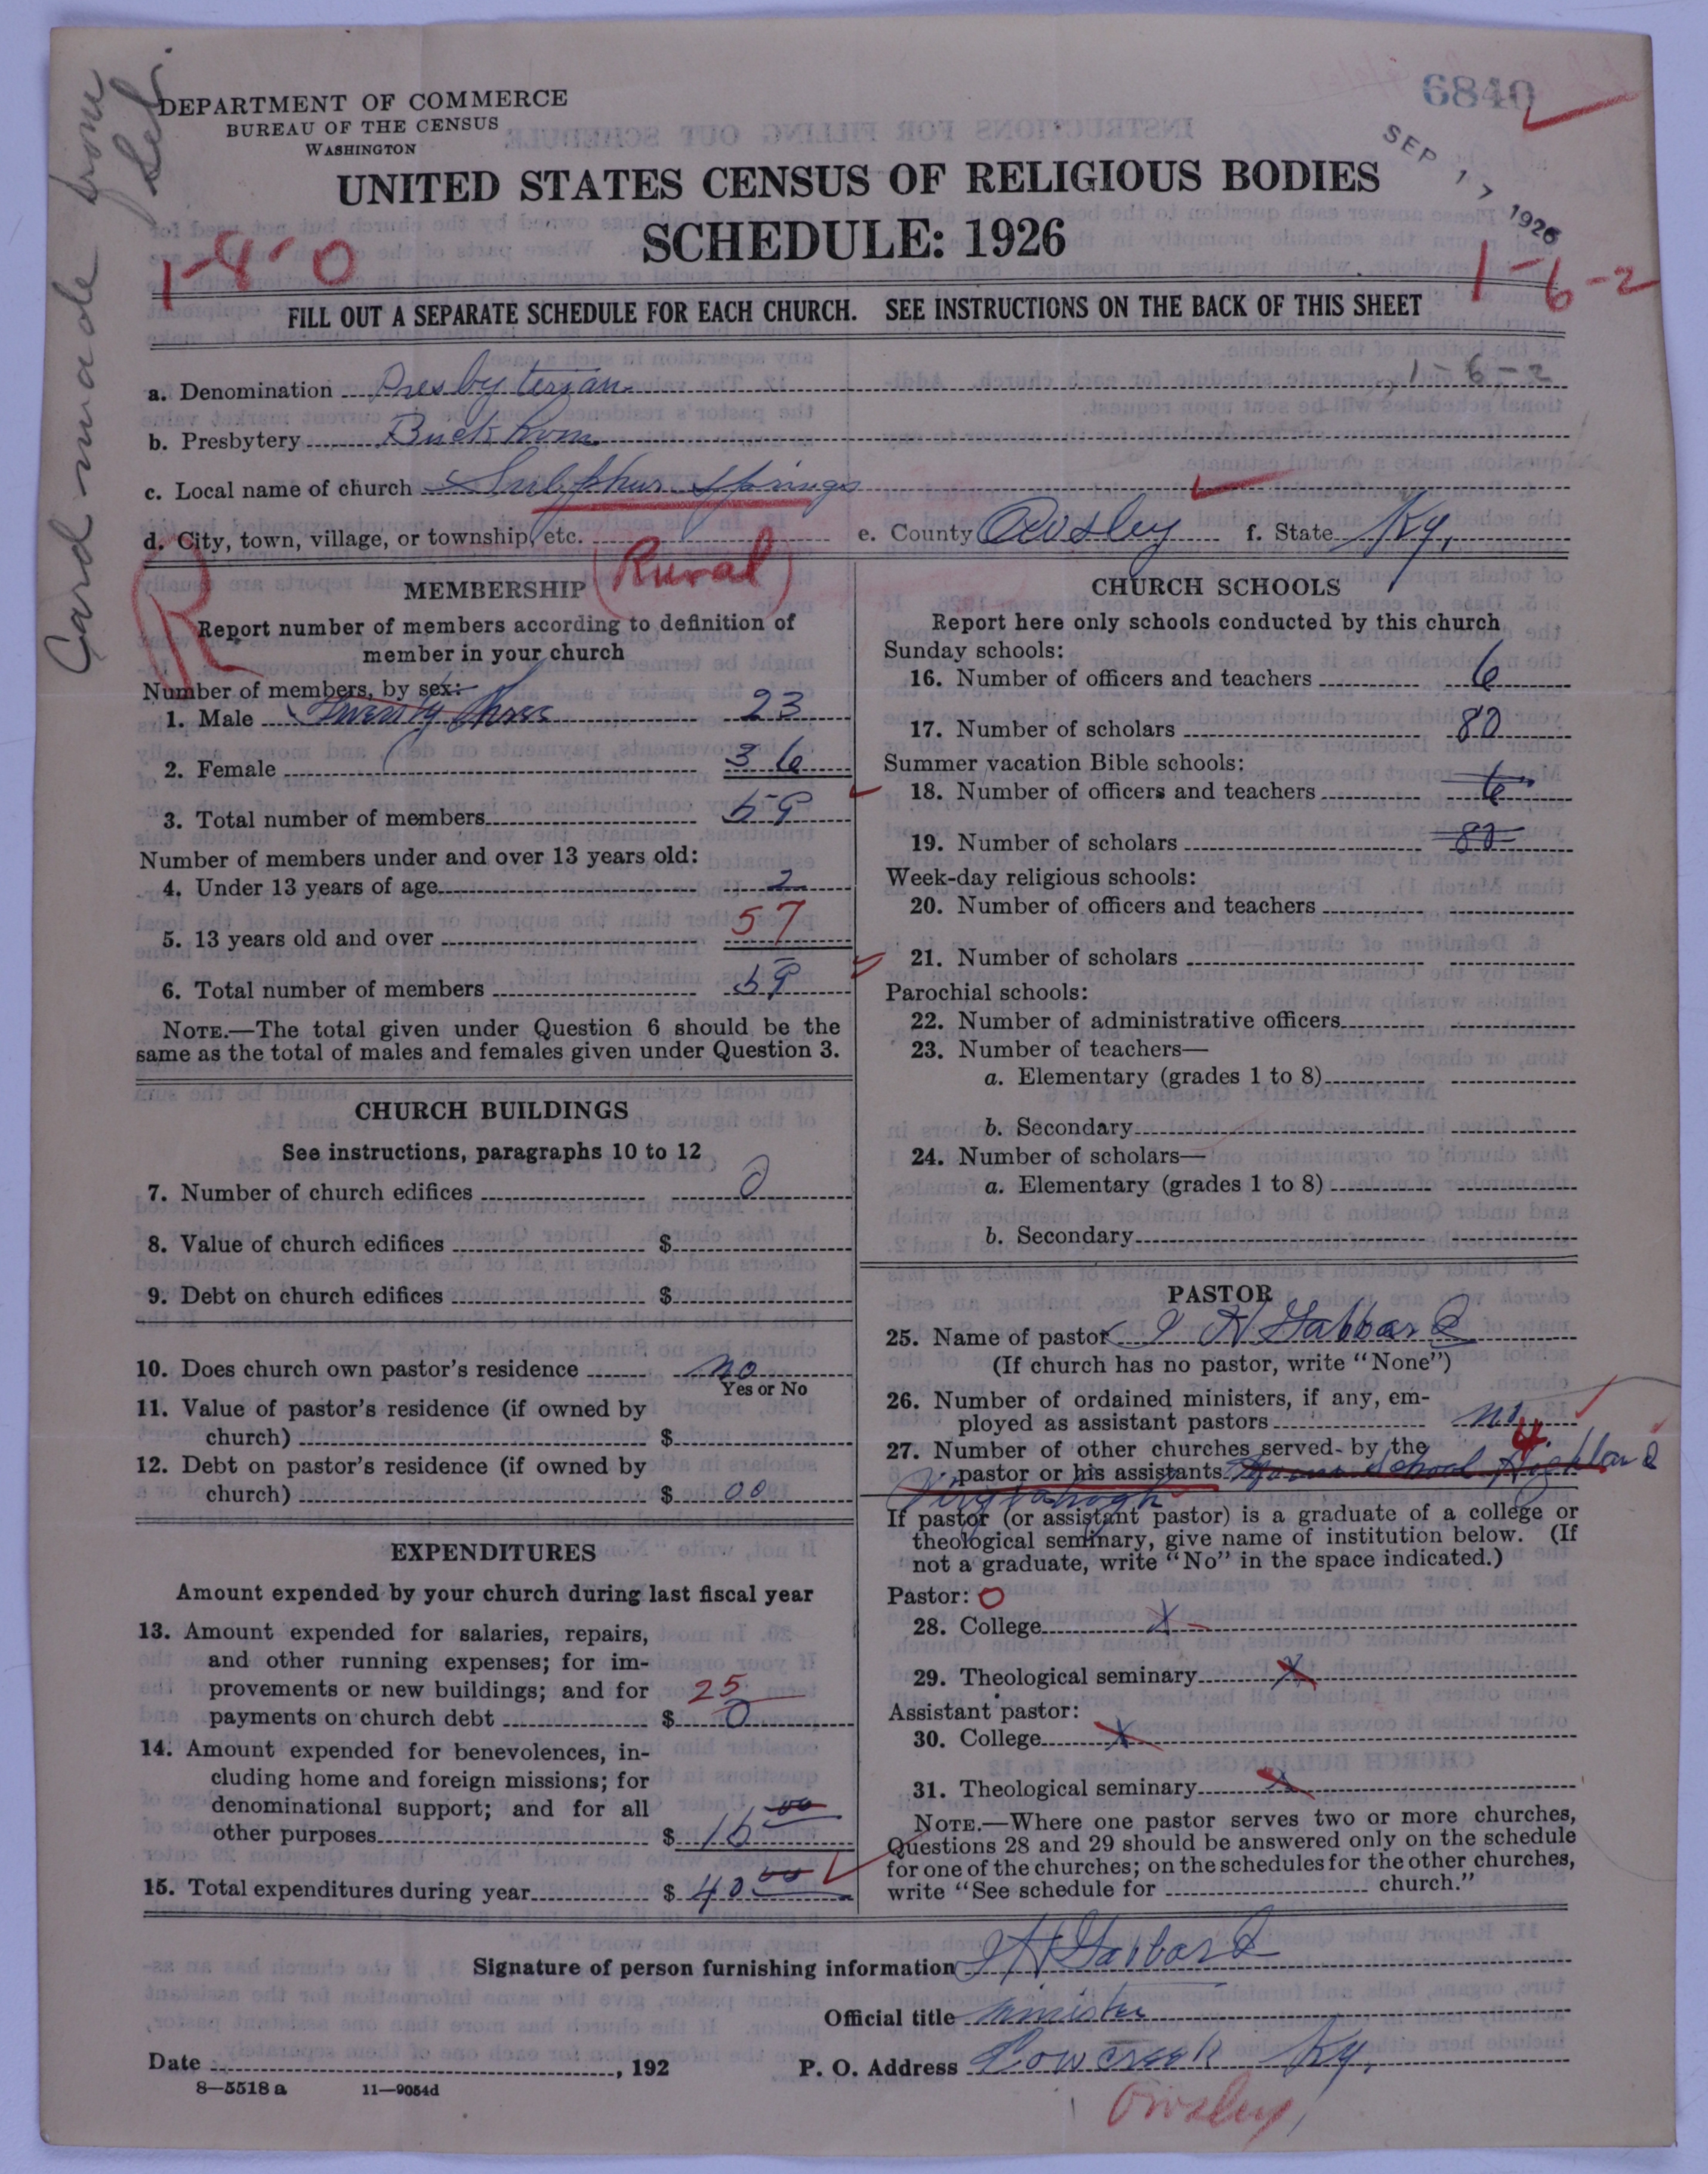 Card made from
6840
DEPARTMENT OF COMMERCE
BUREAU OF THE CENSUS
WASHINGTON
SEP 17 1926
UNITED STATES CENSUS OF RELIGIOUS BODIES
SCHEDULE: 1926
1-4-0
1-6-2
FILL OUT A SEPARATE SCHEDULE FOR EACH CHURCH. SEE INSTRUCTIONS ON THE BACK OF THIS SHEET
a. Denomination Presbyterian 1-6-2
b. Presbytery Buckhorn
c. Local name of church Sulphur Springs
d. City, town, village, or township, etc. e. County Owsley f. State Ky.
R
Rural
MEMBERSHIP
Report number of members according to definition of
member in your church
Number of members, by sex:
1. Male Twenty three 23
2. Female 36
3. Total number of members 59
Number of members under and over 13 years old:
4. Under 13 years of age 2
5. 13 years old and over 57
6. Total number of members 59
NOTE.—The total given under Question 6 should be the
same as the total of males and females given under Question 3.
CHURCH BUILDINGS
See instructions, paragraphs 10 to 12
7. Number of church edifices 0
8. Value of church edifices $
9. Debt on church edifices $
10. Does church own pastor's residence no
Yes or No
11. Value of pastor's residence (if owned by
church) $
12. Debt on pastor's residence (if owned by
church) $ 00
EXPENDITURES
Amount expended by your church during last fiscal year
13. Amount expended for salaries, repairs,
and other running expenses; for im-
provements or new buildings; and for 25
payments on church debt $ 0
14. Amount expended for benevolences, in-
cluding home and foreign missions; for
denominational support; and for all
other purposes $ 15 00
15. Total expenditures during year $ 40 00
CHURCH SCHOOLS
Report here only schools conducted by this church
Sunday schools:
16. Number of officers and teachers 6
17. Number of scholars 80
Summer vacation Bible schools:
18. Number of officers and teachers 6
19. Number of scholars 80
Week-day religious schools:
20. Number of officers and teachers
21. Number of scholars
Parochial schools:
22. Number of administrative officers
23. Number of teachers—
a. Elementary (grades 1 to 8)
b. Secondary
24. Number of scholars—
a. Elementary (grades 1 to 8)
b. Secondary
PASTOR
25. Name of pastor I H Gabbard
(If church has no pastor, write "None")
26. Number of ordained ministers, if any, em-
ployed as assistant pastors no
27. Number of other churches served by the 4
pastor or his assistants School Highland
If pastor (or assistant pastor) is a graduate of a college or
theological seminary, give name of institution below. (If
not a graduate, write "No" in the space indicated.)
Pastor: O
28. College X
29. Theological seminary X
Assistant pastor:
30. College X
31. Theological seminary X
NOTE.—Where one pastor serves two or more churches,
Questions 28 and 29 should be answered only on the schedule
for one of the churches; on the schedules for the other churches,
write "See schedule for church."
Signature of person furnishing information I H Gabbard
Official title minister
Date , 192 P. O. Address Cowcreek Ky.
8—5518 a 11—9054d
Owsley,